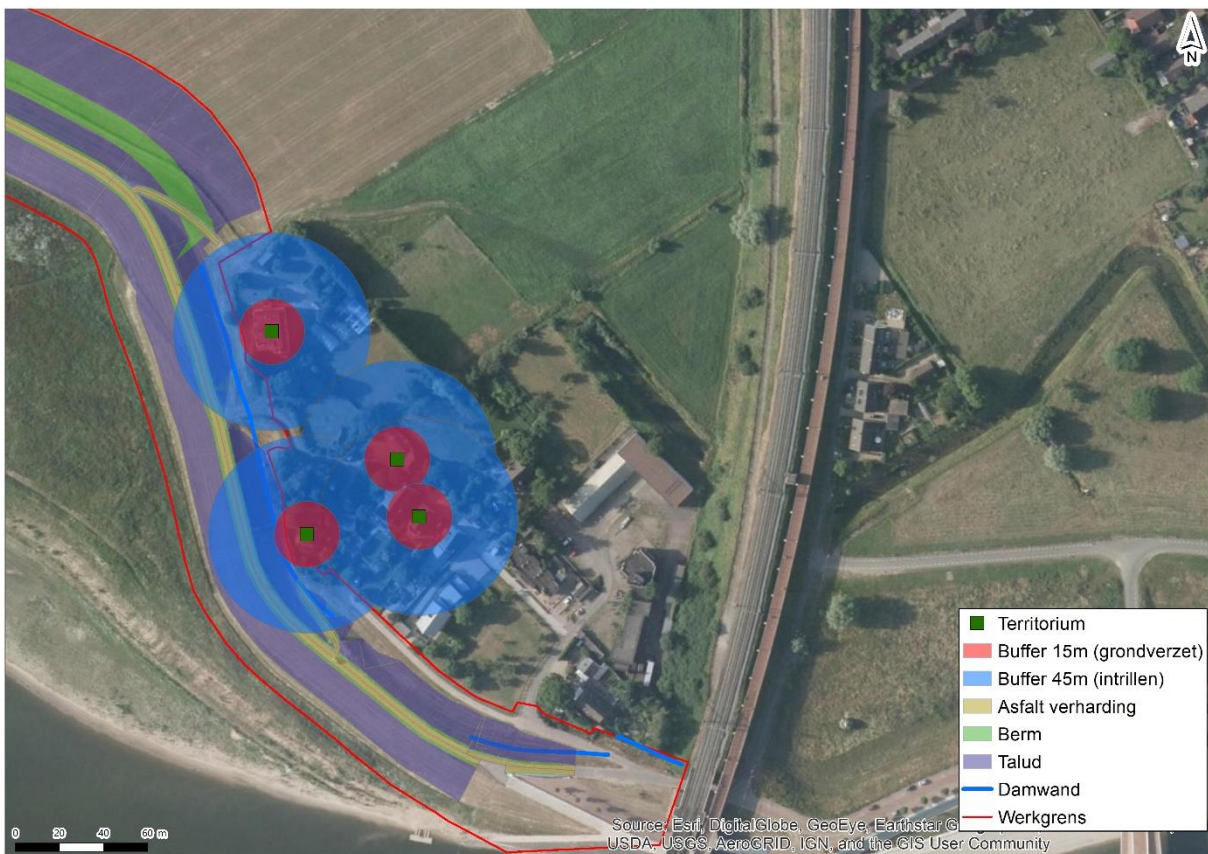 N
Territorium
Buffer 15m (grondverzet)
Buffer 45m (intrillen)
Asfalt verharding
Berm
Talud
Damwand
Werkgrens
0 20 40 60 m
Source: Esri, DigitalGlobe, GeoEye, Earthstar
USDA, USGS, AeroGRID, IGN, and the GIS User Community